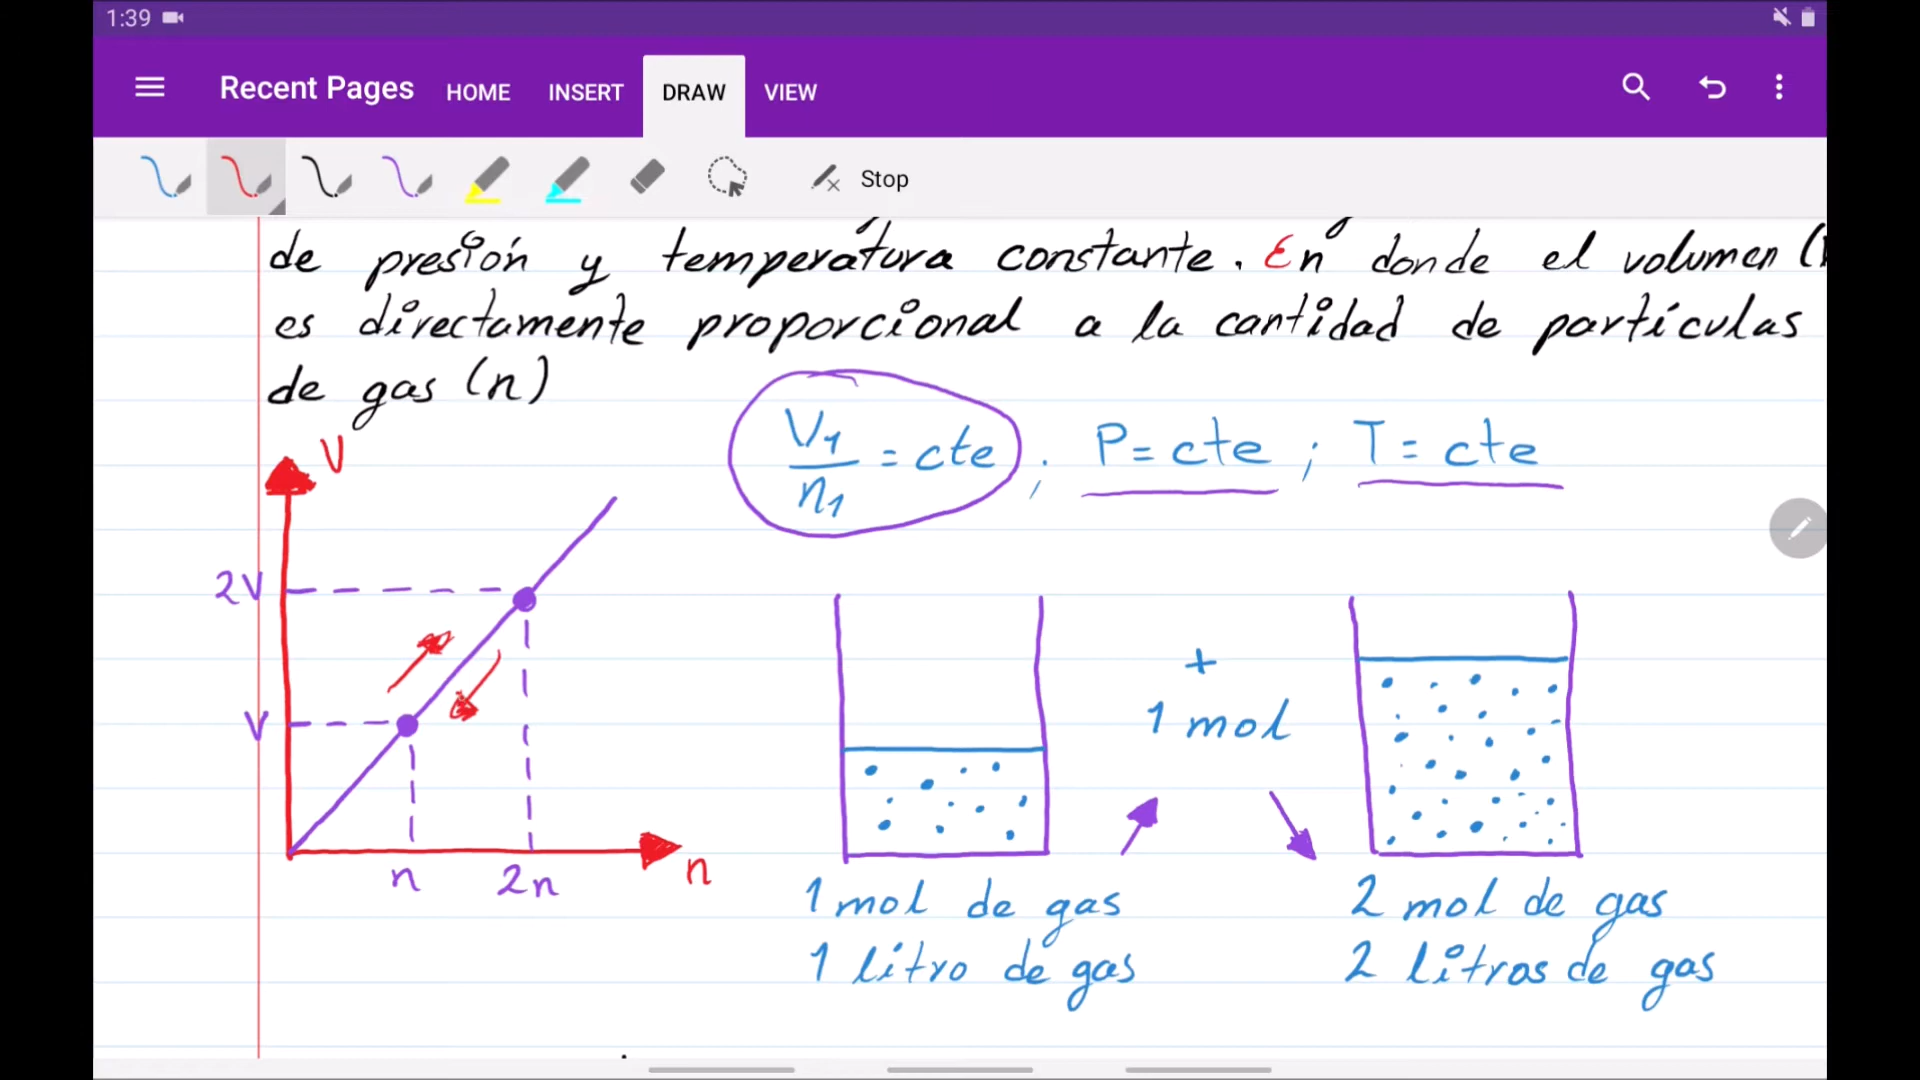 1:39
Recent Pages HOME INSERT DRAW VIEW
Stop
de presión y temperatura constante. En donde el volumen (
es directamente proporcional a la cantidad de partículas
de gas (n)
V1/n1 = cte ; P = cte ; T = cte
V
2V
V
n 2n n
+
1 mol
1 mol de gas
1 litro de gas
2 mol de gas
2 litros de gas